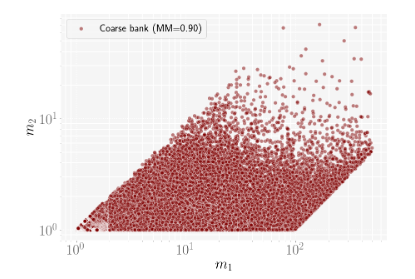 Coarse bank (MM=0.90)
m₂
10¹
10⁰
10⁰
10¹
10²
m₁